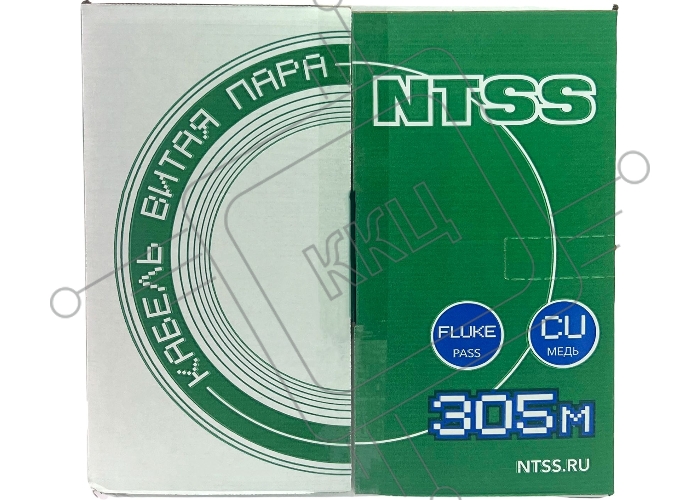 КАБЕЛЬ ВИТАЯ ПАРА
NTSS
ККЦ
FLUKE
PASS
CU
МЕДЬ
305м
NTSS.RU